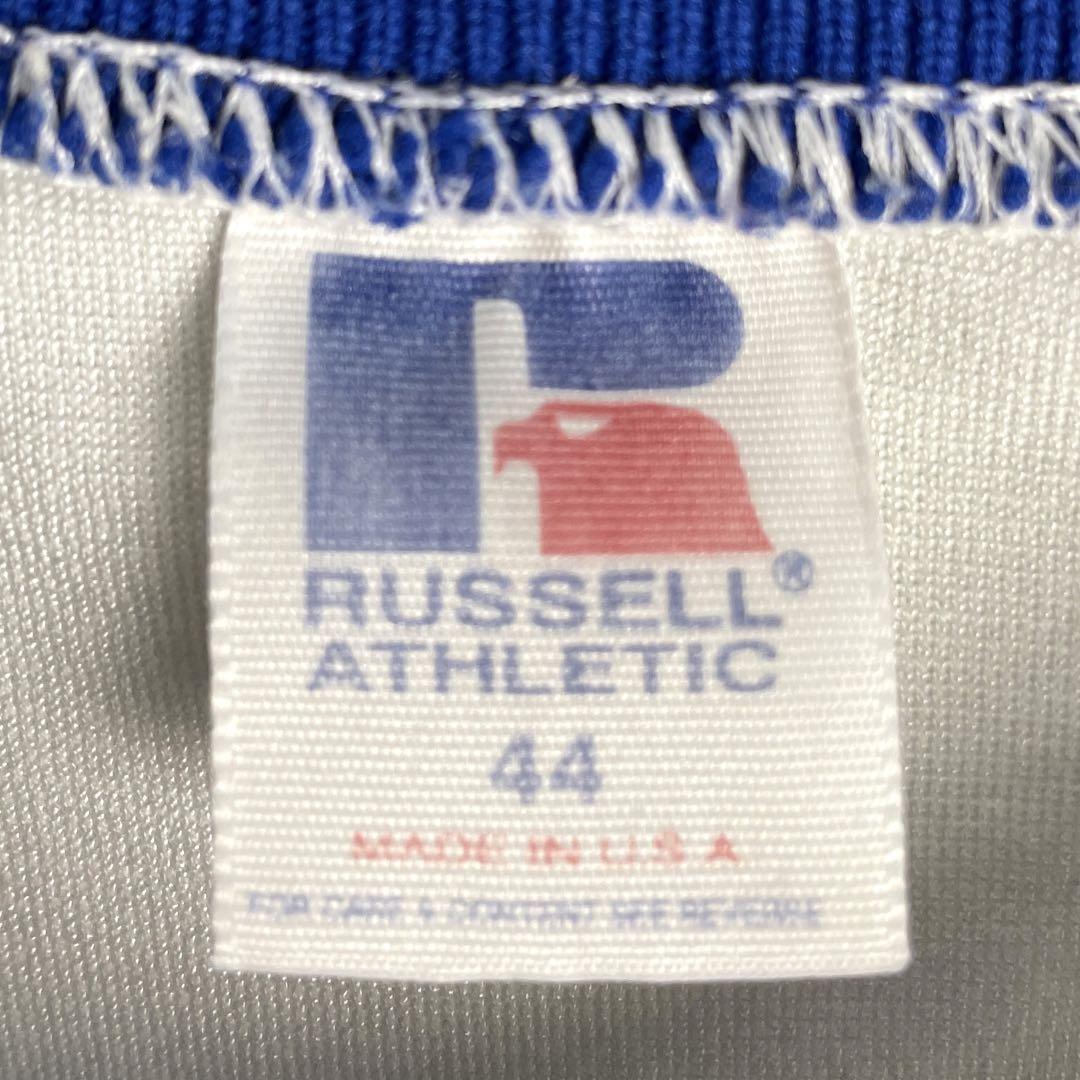 R
RUSSELL®
ATHLETIC
44
MADE IN U.S.A
FOR CARE & CONTENT SEE REVERSE